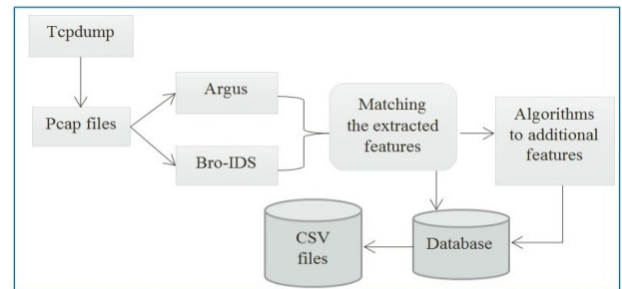 Tcpdump
Pcap files
Argus
Bro-IDS
Matching
the extracted
features
Algorithms
to additional
features
Database
CSV
files